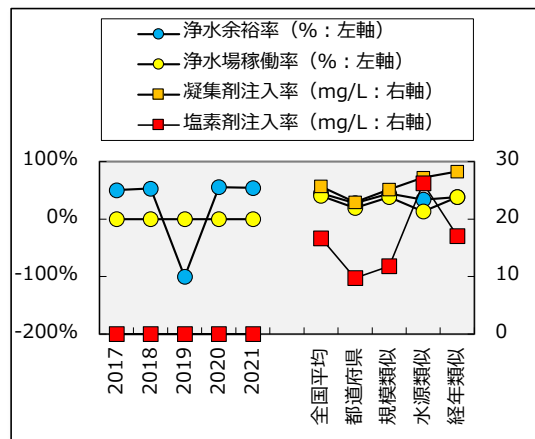 浄水余裕率（%：左軸）
浄水場稼働率（%：左軸）
凝集剤注入率（mg/L：右軸）
塩素剤注入率（mg/L：右軸）
100%
0%
-100%
-200%
30
20
10
0
2017
2018
2019
2020
2021
全国平均
都道府県
規模類似
水源類似
経年類似